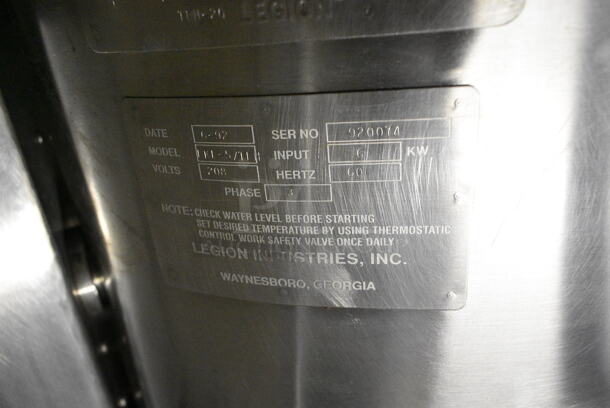 LEGION
DATE 6-92 SER NO 920074
MODEL INPUT 6 KW.
VOLTS 208 HERTZ 60
PHASE 3
NOTE: CHECK WATER LEVEL BEFORE STARTING
SET DESIRED TEMPERATURE BY USING THERMOSTATIC
CONTROL WORK SAFETY VALVE ONCE DAILY
LEGION INDUSTRIES, INC.
WAYNESBORO, GEORGIA